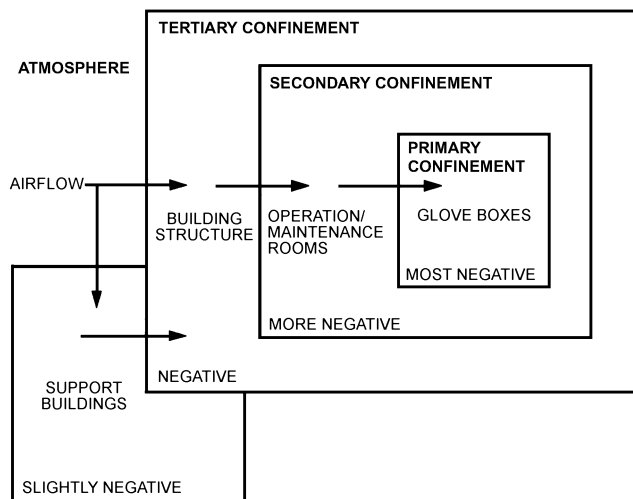 TERTIARY CONFINEMENT
ATMOSPHERE
SECONDARY CONFINEMENT
PRIMARY
CONFINEMENT
AIRFLOW
BUILDING
STRUCTURE
OPERATION/
MAINTENANCE
ROOMS
GLOVE BOXES
MOST NEGATIVE
MORE NEGATIVE
NEGATIVE
SUPPORT
BUILDINGS
SLIGHTLY NEGATIVE